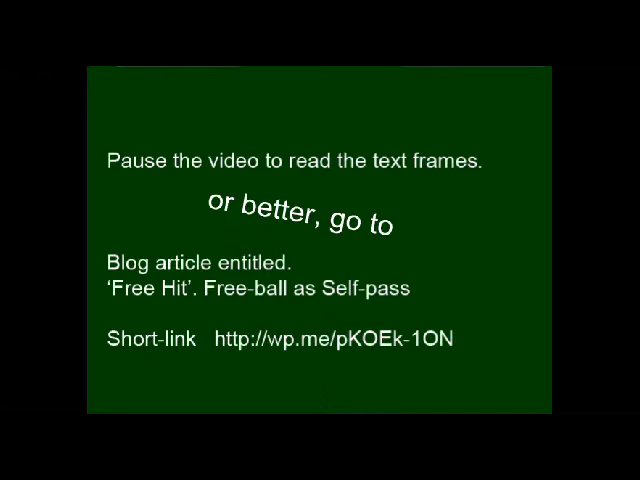 Pause the video to read the text frames.
or better, go to
Blog article entitled.
‘Free Hit’. Free-ball as Self-pass
Short-link http://wp.me/pKOEk-1ON